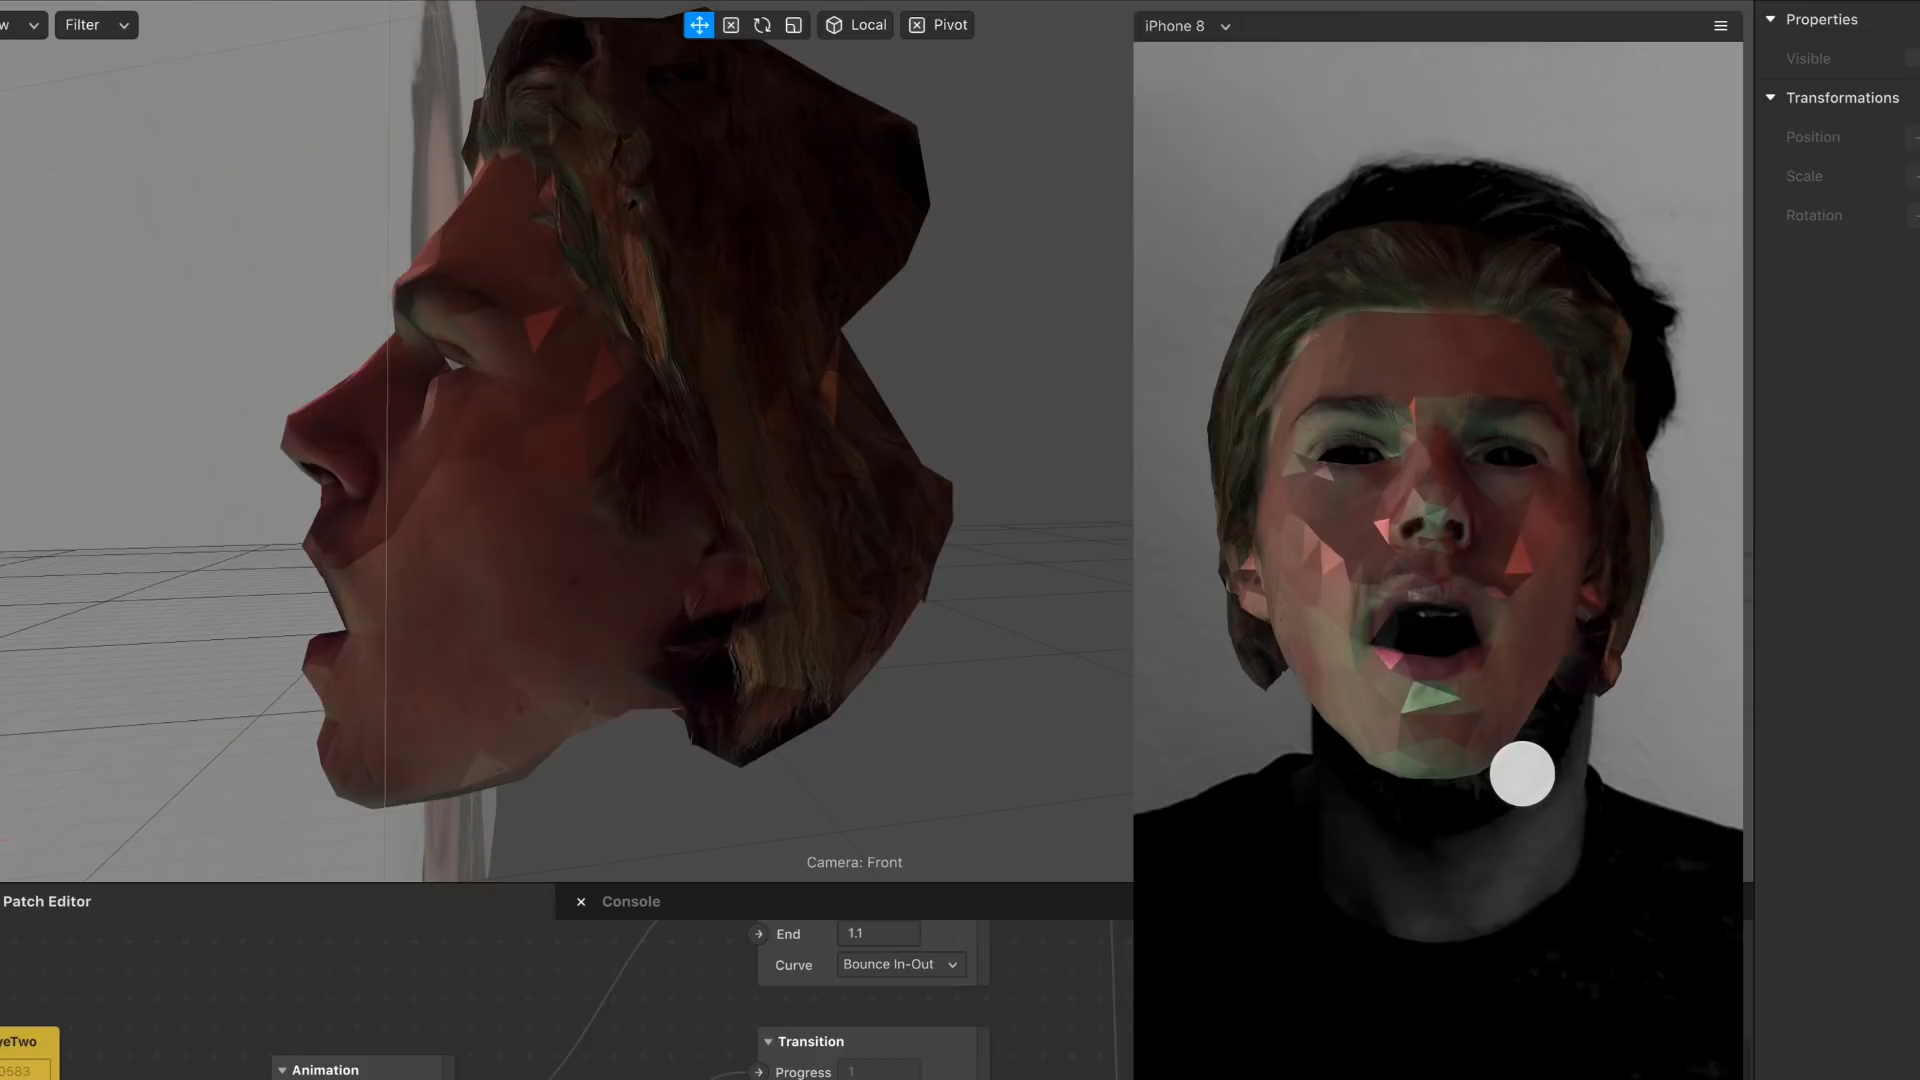 w
Filter
Local
Pivot
iPhone 8
Properties
Visible
Transformations
Position
Scale
Rotation
Camera: Front
Patch Editor
Console
End
1.1
Curve
Bounce In-Out
yeTwo
0583
Animation
Transition
Progress
1